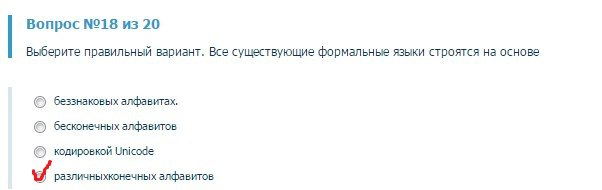 Вопрос №18 из 20
Выберите правильный вариант. Все существующие формальные языки строятся на основе
беззнаковых алфавитах.
бесконечных алфавитов
кодировкой Unicode
различныхконечных алфавитов